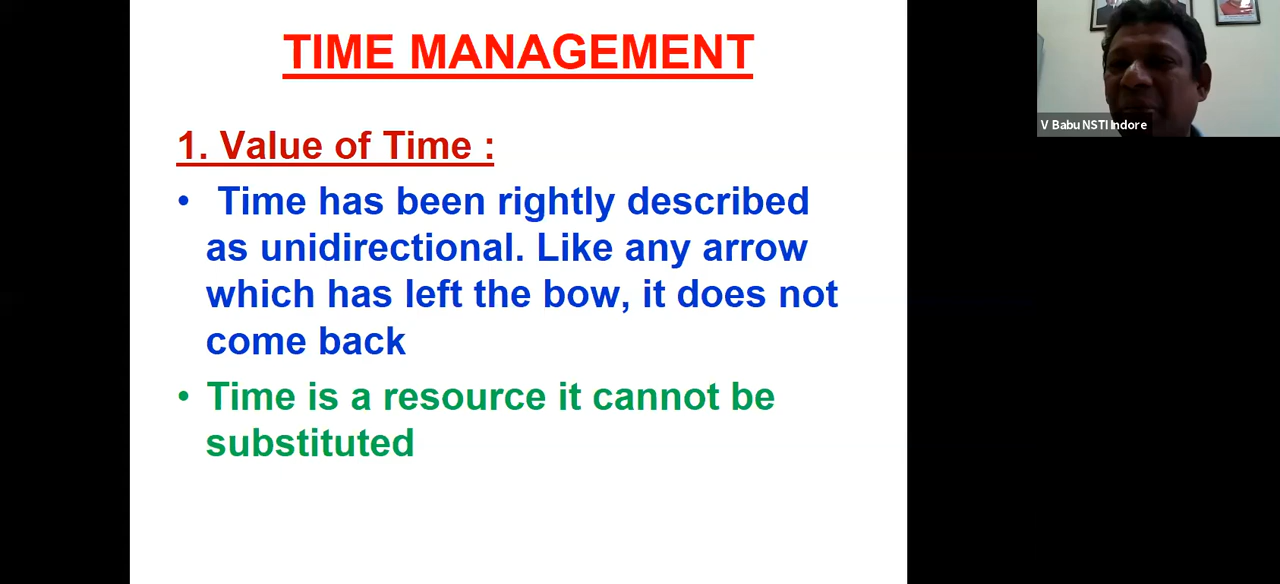 TIME MANAGEMENT
1. Value of Time :
• Time has been rightly described
as unidirectional. Like any arrow
which has left the bow, it does not
come back
• Time is a resource it cannot be
substituted
V Babu NSTI Indore